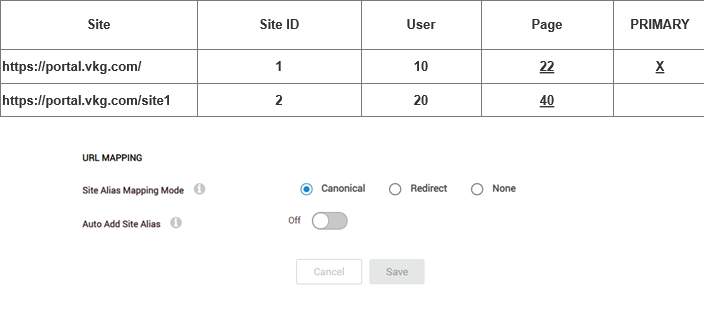 Site Site ID User Page PRIMARY
https://portal.vkg.com/ 1 10 22 X
https://portal.vkg.com/site1 2 20 40
URL MAPPING
Site Alias Mapping Mode Canonical Redirect None
Auto Add Site Alias Off
Cancel Save